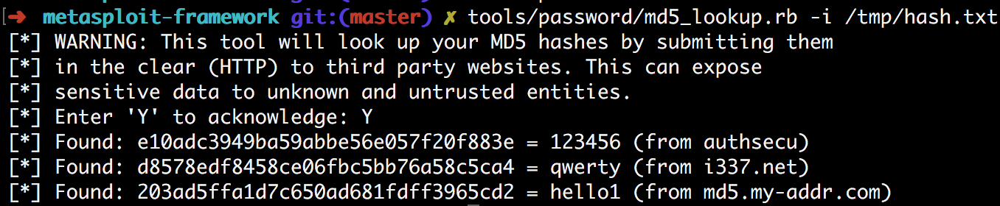 ➜ metasploit-framework git:(master) ✗ tools/password/md5_lookup.rb -i /tmp/hash.txt
[*] WARNING: This tool will look up your MD5 hashes by submitting them
[*] in the clear (HTTP) to third party websites. This can expose
[*] sensitive data to unknown and untrusted entities.
[*] Enter 'Y' to acknowledge: Y
[*] Found: e10adc3949ba59abbe56e057f20f883e = 123456 (from authsecu)
[*] Found: d8578edf8458ce06fbc5bb76a58c5ca4 = qwerty (from i337.net)
[*] Found: 203ad5ffa1d7c650ad681fdff3965cd2 = hello1 (from md5.my-addr.com)